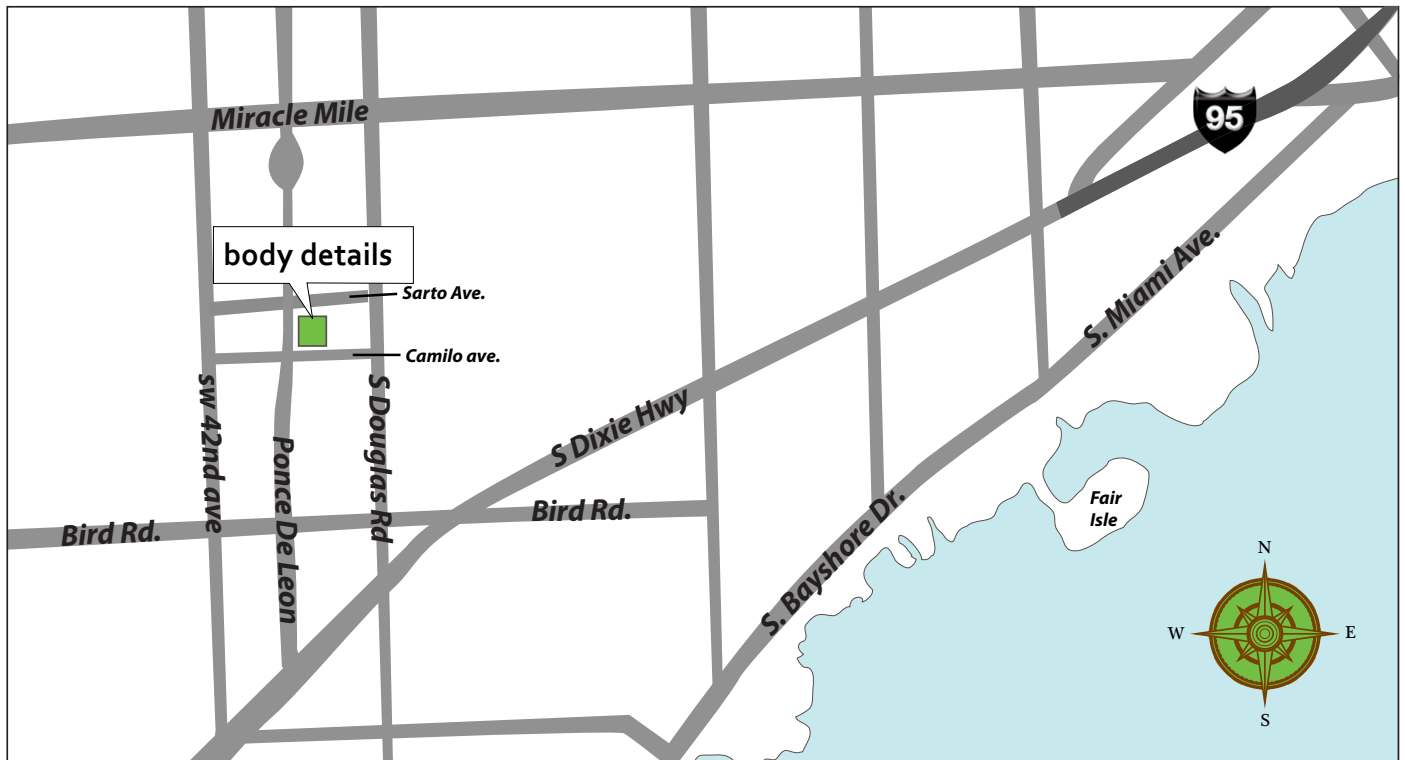 Miracle Mile
95
body details
Sarto Ave.
Camilo ave.
S. Miami Ave.
sw 42nd ave
Ponce De Leon
S Douglas Rd
S Dixie Hwy
Bird Rd.
Bird Rd.
S. Bayshore Dr.
Fair
Isle
N
W
E
S